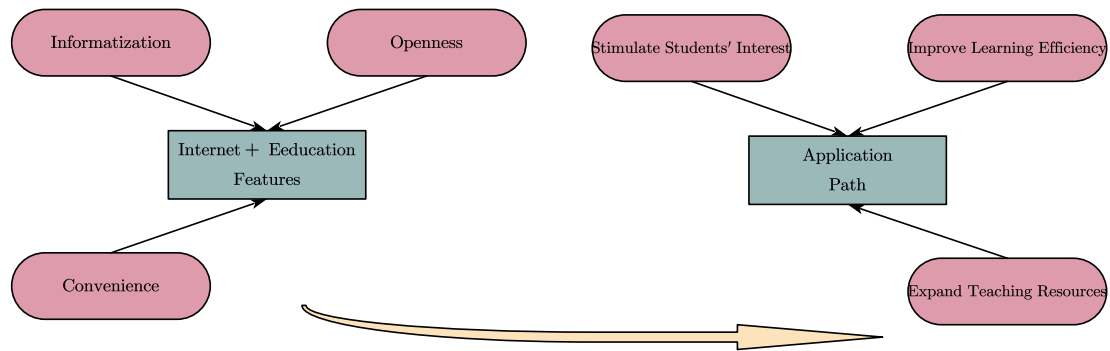 Informatization
Openness
Stimulate Students' Interest
Improve Learning Efficiency
Internet + Eeducation
Features
Application
Path
Convenience
Expand Teaching Resources